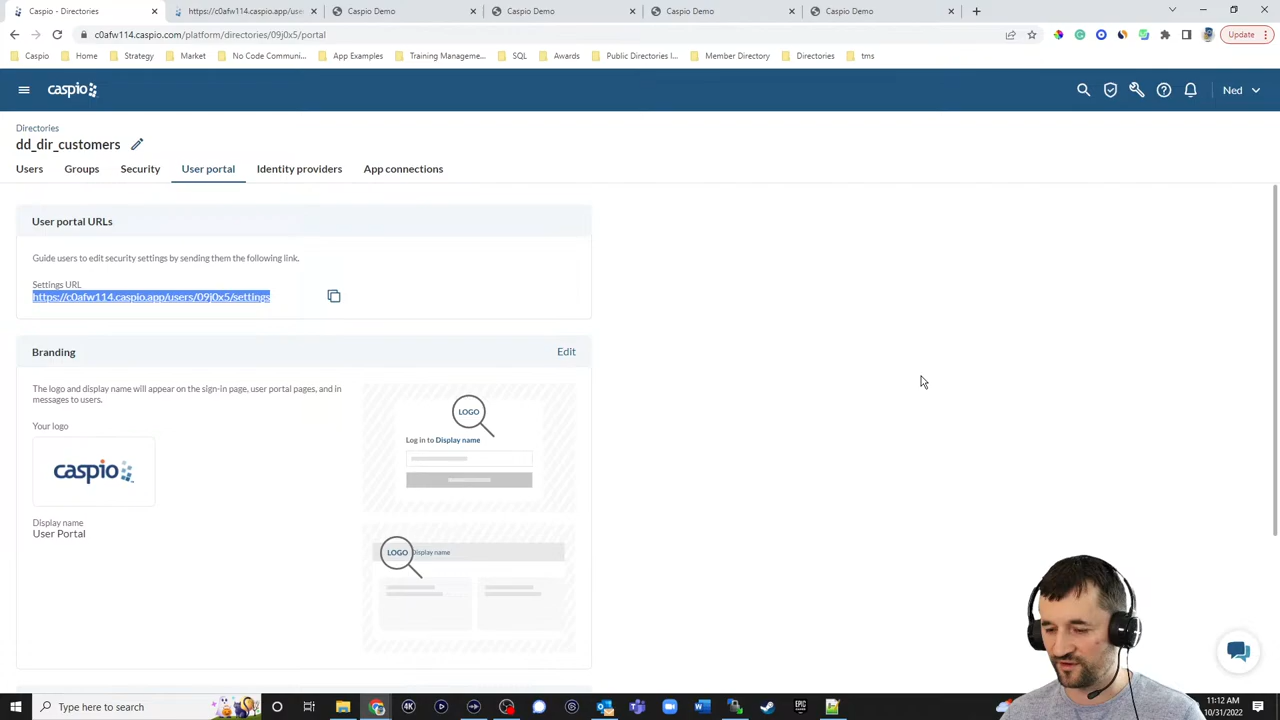 Caspio - Directories
https://c0afw114.caspio.app/use
Caspio Demo
Caspio Demo
Caspio Demo
Caspio Demo
c0afw114.caspio.com/platform/directories/09j0x5/portal
Update
Caspio
Home
Strategy
Market
No Code Communi...
App Examples
Training Manageme...
SQL
Awards
Public Directories I...
Member Directory
Directories
tms
caspio
Ned
Directories
dd_dir_customers
Users
Groups
Security
User portal
Identity providers
App connections
User portal URLs
Guide users to edit security settings by sending them the following link.
Settings URL
https://c0afw114.caspio.app/users/09j0x5/settings
Branding
Edit
The logo and display name will appear on the sign-in page, user portal pages, and in
messages to users.
Your logo
caspio
Display name
User Portal
LOGO
Log in to Display name
LOGO
Display name
Type here to search
4K
EPIC
11:12 AM
10/31/2022